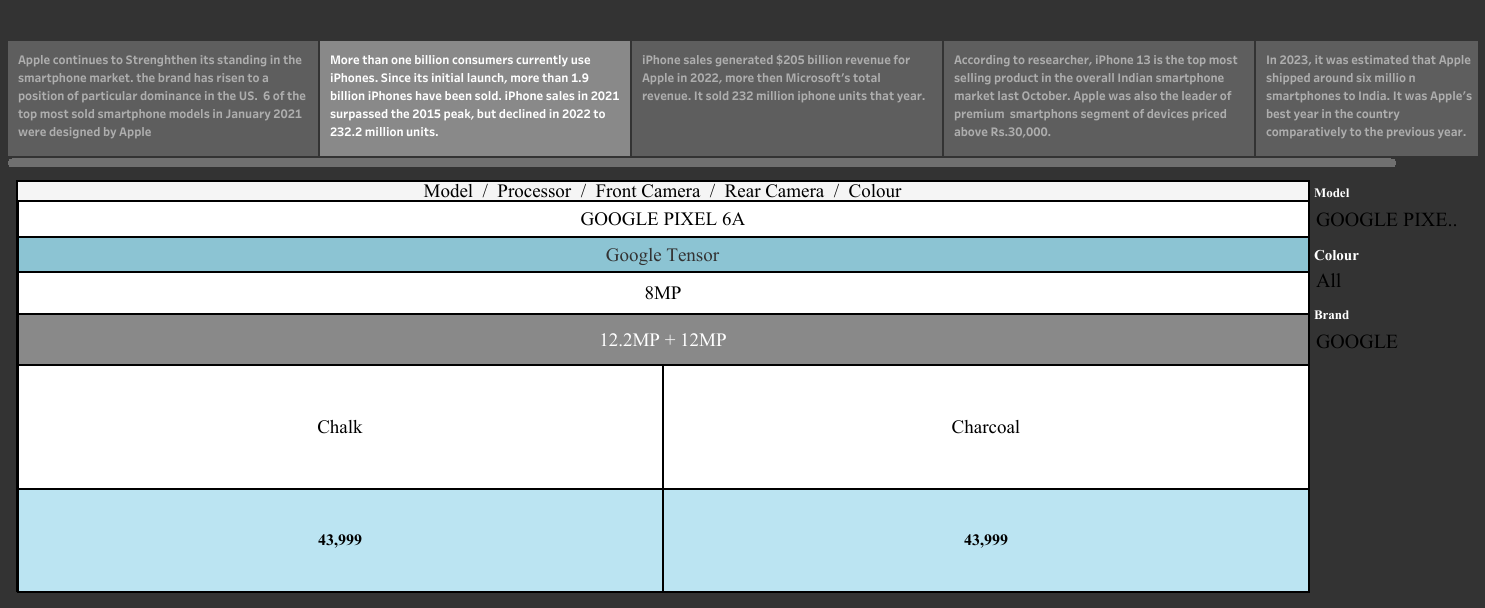 Apple continues to Strenghthen its standing in the
smartphone market. the brand has risen to a
position of particular dominance in the US.  6 of the
top most sold smartphone models in January 2021
were designed by Apple
More than one billion consumers currently use
iPhones. Since its initial launch, more than 1.9
billion iPhones have been sold. iPhone sales in 2021
surpassed the 2015 peak, but declined in 2022 to
232.2 million units.
iPhone sales generated $205 billion revenue for
Apple in 2022, more then Microsoft's total
revenue. It sold 232 million iphone units that year.
According to researcher, iPhone 13 is the top most
selling product in the overall Indian smartphone
market last October. Apple was also the leader of
premium  smartphons segment of devices priced
above Rs.30,000.
In 2023, it was estimated that Apple
shipped around six millio n
smartphones to India. It was Apple's
best year in the country
comparatively to the previous year.
Model / Processor / Front Camera / Rear Camera / Colour
GOOGLE PIXEL 6A
Google Tensor
8MP
12.2MP + 12MP
Chalk
Charcoal
43,999
43,999
Model
GOOGLE PIXE..
Colour
All
Brand
GOOGLE